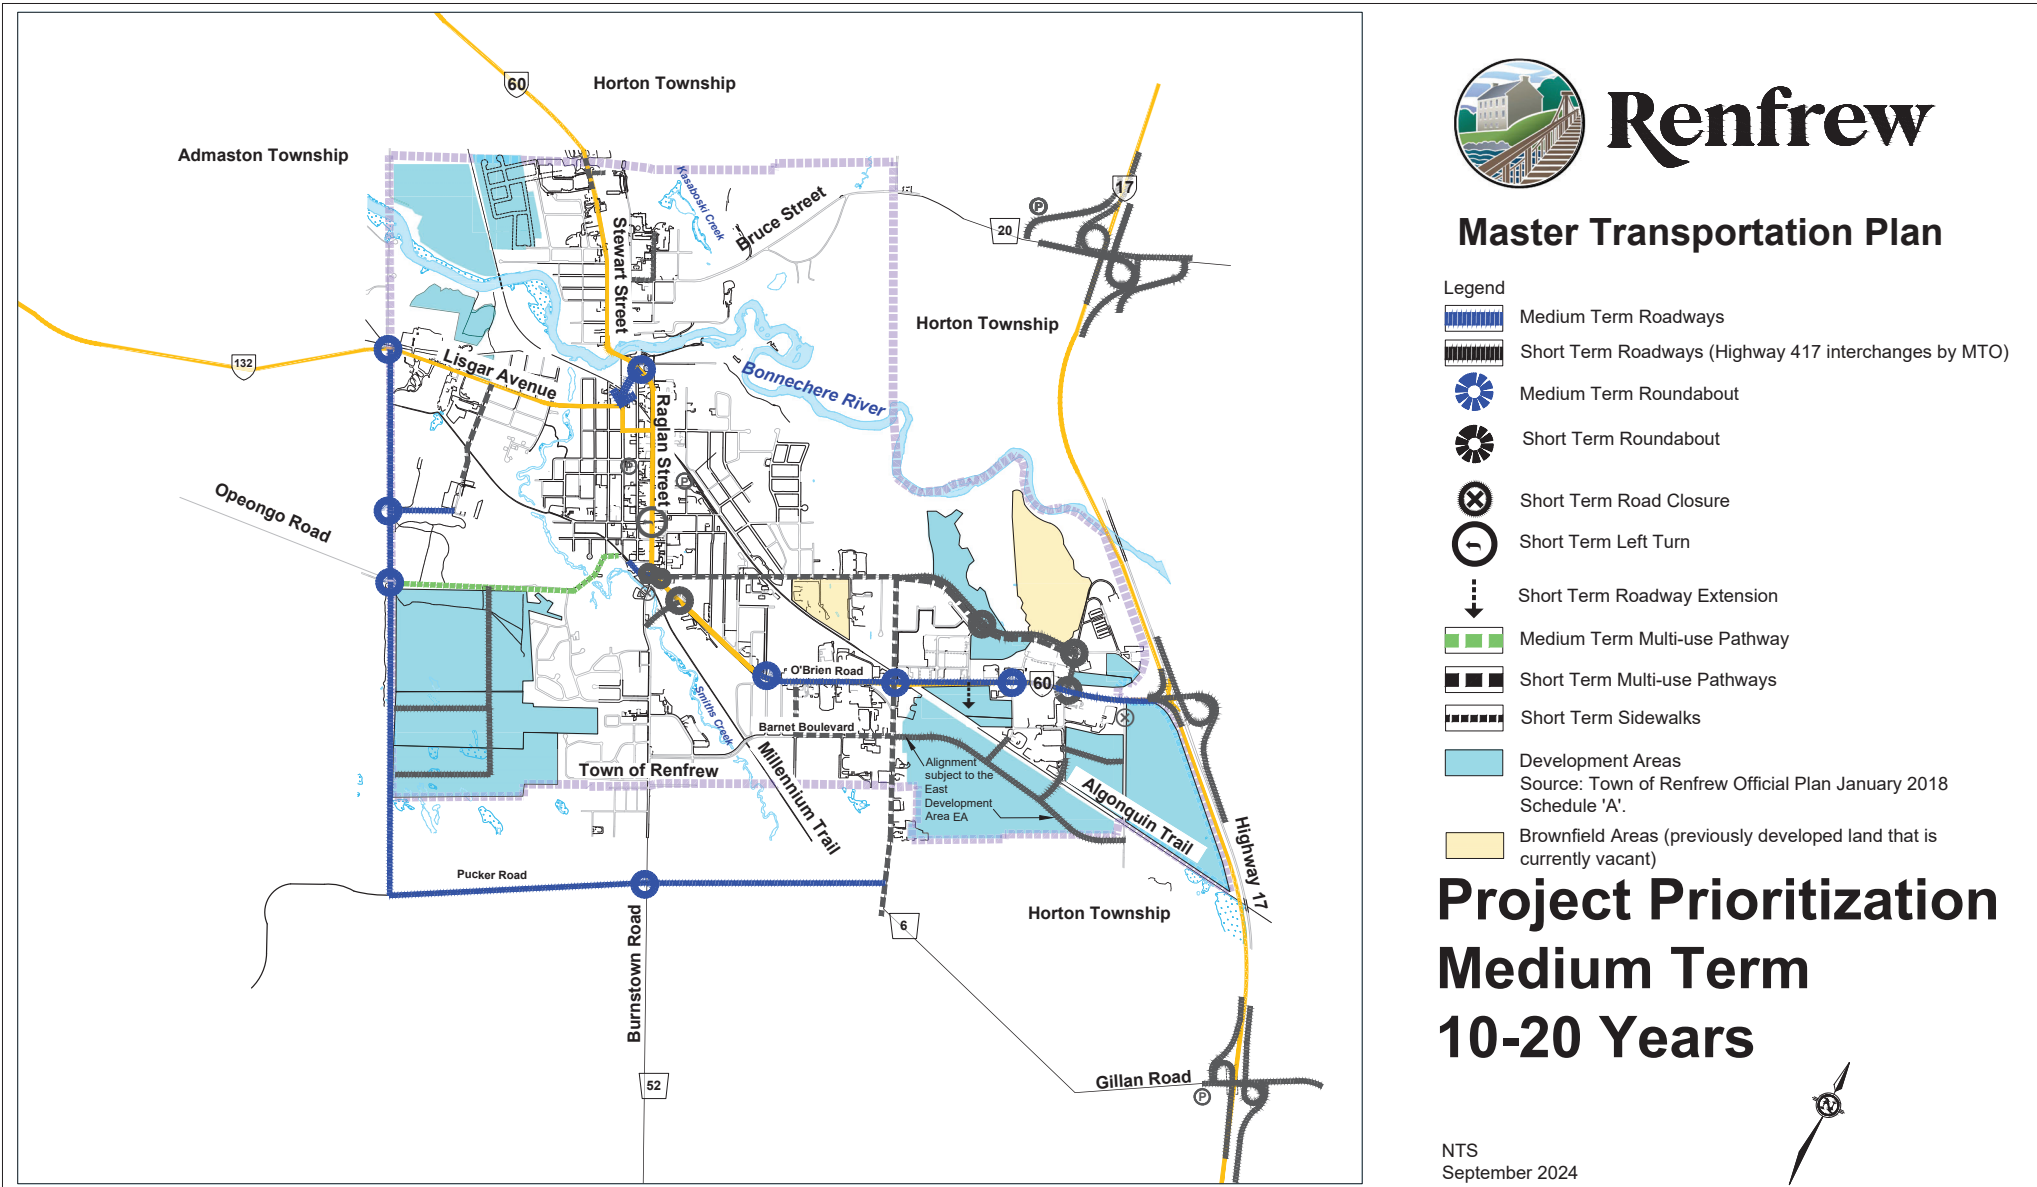 Renfrew
Master Transportation Plan
Legend
Medium Term Roadways
Short Term Roadways (Highway 417 interchanges by MTO)
Medium Term Roundabout
Short Term Roundabout
Short Term Road Closure
Short Term Left Turn
Short Term Roadway Extension
Medium Term Multi-use Pathway
Short Term Multi-use Pathways
Short Term Sidewalks
Development Areas
Source: Town of Renfrew Official Plan January 2018
Schedule 'A'.
Brownfield Areas (previously developed land that is
currently vacant)
Project Prioritization
Medium Term
10-20 Years
NTS
September 2024
N
60
Horton Township
Admaston Township
Kasaboski Creek
Bruce Street
Stewart Street
17
P
20
Horton Township
132
Lisgar Avenue
Bonnechere River
Raglan Street
P
P
Opeongo Road
O'Brien Road
60
Smiths Creek
Barnet Boulevard
Town of Renfrew
Millennium Trail
Alignment
subject to the
East
Development
Area EA
Algonquin Trail
Highway 17
Pucker Road
Burnstown Road
6
Horton Township
52
Gillan Road
P